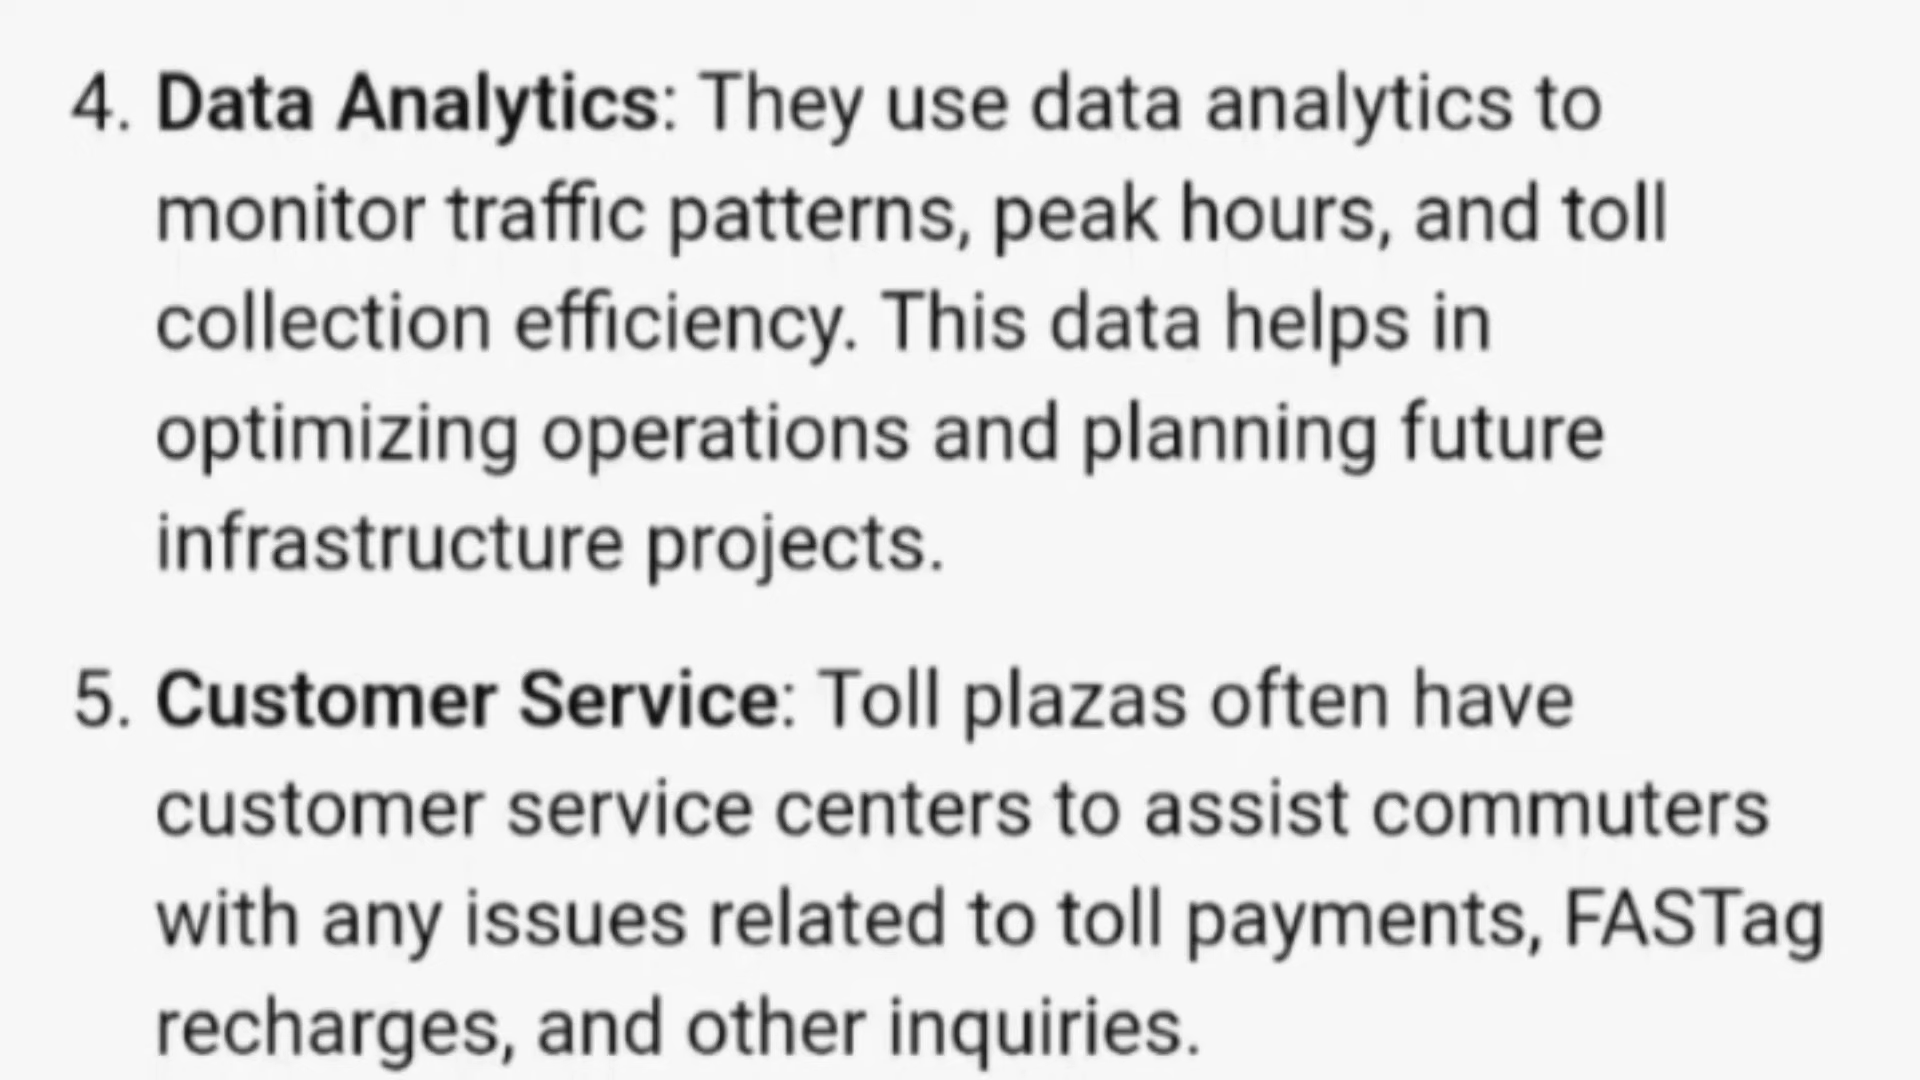 4. Data Analytics: They use data analytics to
monitor traffic patterns, peak hours, and toll
collection efficiency. This data helps in
optimizing operations and planning future
infrastructure projects.
5. Customer Service: Toll plazas often have
customer service centers to assist commuters
with any issues related to toll payments, FASTag
recharges, and other inquiries.